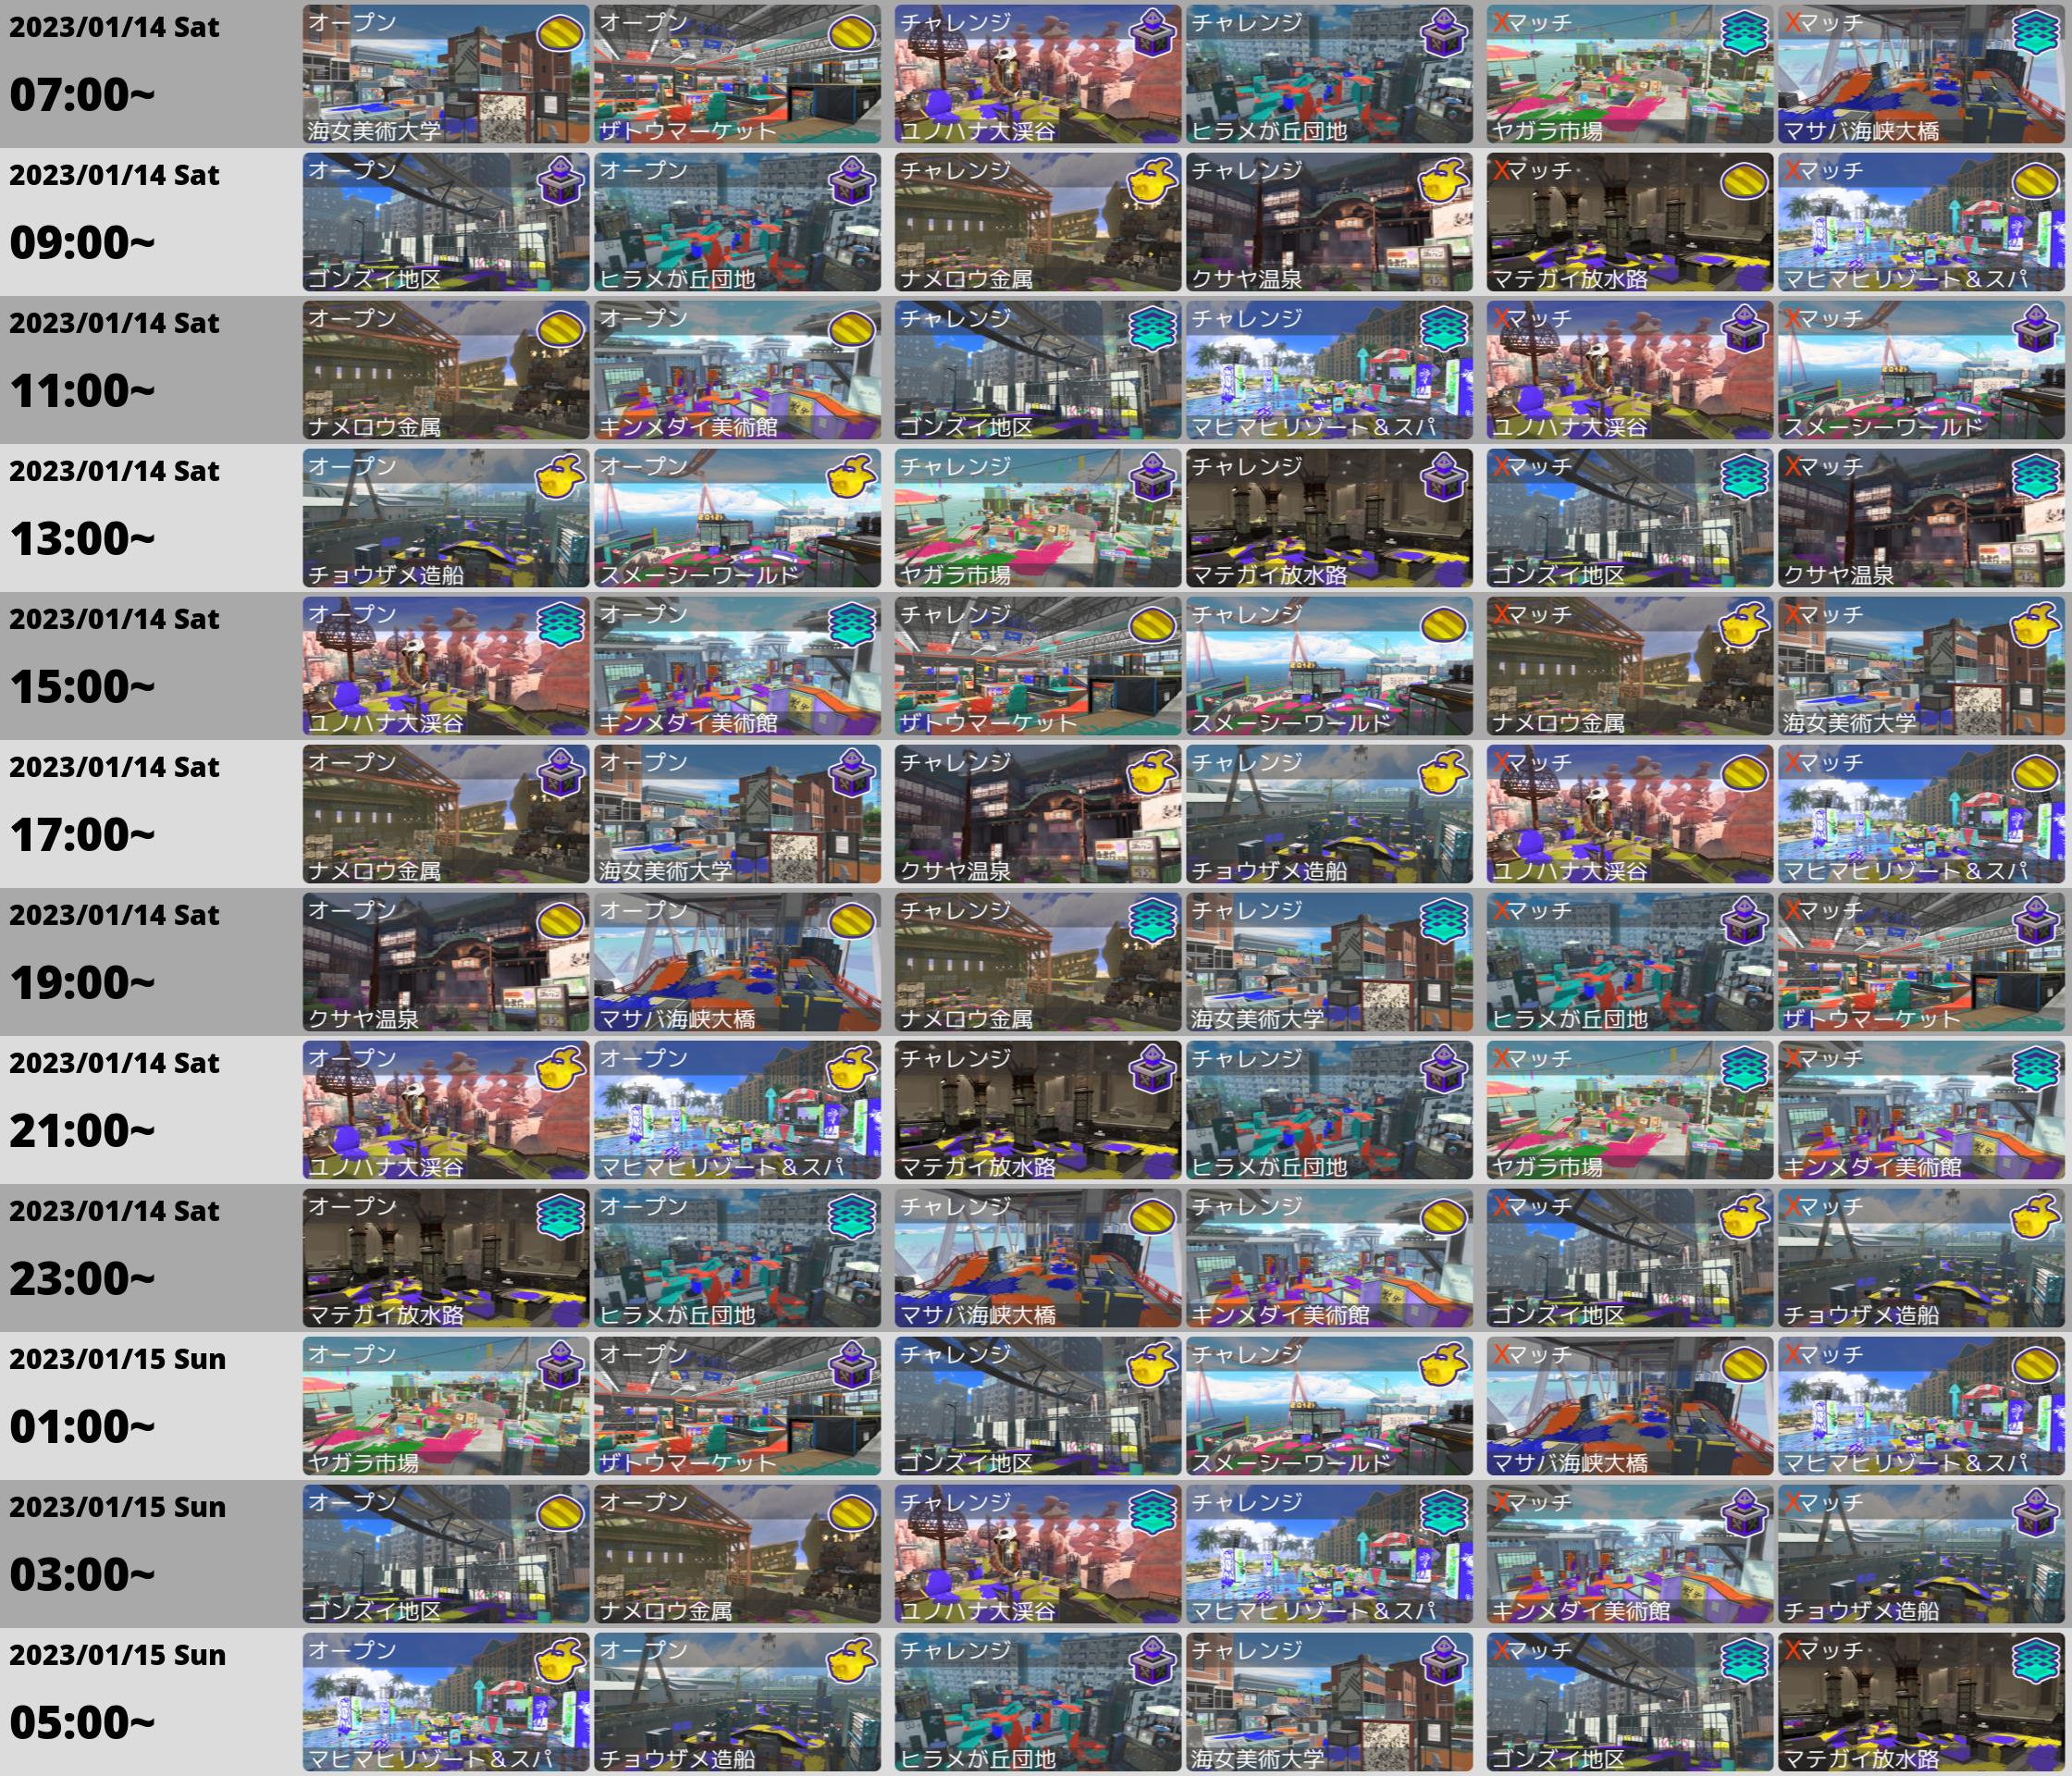 2023/01/14 Sat
07:00~
オープン オープン チャレンジ チャレンジ Xマッチ Xマッチ
海女美術大学 ザトウマーケット ユノハナ大渓谷 ヒラメが丘団地 ヤガラ市場 マサバ海峡大橋
2023/01/14 Sat
09:00~
オープン オープン チャレンジ チャレンジ Xマッチ Xマッチ
ゴンズイ地区 ヒラメが丘団地 ナメロウ金属 クサヤ温泉 マテガイ放水路 マヒマヒリゾート&スパ
2023/01/14 Sat
11:00~
オープン オープン チャレンジ チャレンジ Xマッチ Xマッチ
ナメロウ金属 キンメダイ美術館 ゴンズイ地区 マヒマヒリゾート&スパ ユノハナ大渓谷 スメーシーワールド
2023/01/14 Sat
13:00~
オープン オープン チャレンジ チャレンジ Xマッチ Xマッチ
チョウザメ造船 スメーシーワールド ヤガラ市場 マテガイ放水路 ゴンズイ地区 クサヤ温泉
2023/01/14 Sat
15:00~
オープン オープン チャレンジ チャレンジ Xマッチ Xマッチ
ユノハナ大渓谷 キンメダイ美術館 ザトウマーケット スメーシーワールド ナメロウ金属 海女美術大学
2023/01/14 Sat
17:00~
オープン オープン チャレンジ チャレンジ Xマッチ Xマッチ
ナメロウ金属 海女美術大学 クサヤ温泉 チョウザメ造船 ユノハナ大渓谷 マヒマヒリゾート&スパ
2023/01/14 Sat
19:00~
オープン オープン チャレンジ チャレンジ Xマッチ Xマッチ
クサヤ温泉 マサバ海峡大橋 ナメロウ金属 海女美術大学 ヒラメが丘団地 ザトウマーケット
2023/01/14 Sat
21:00~
オープン オープン チャレンジ チャレンジ Xマッチ Xマッチ
ユノハナ大渓谷 マヒマヒリゾート&スパ マテガイ放水路 ヒラメが丘団地 ヤガラ市場 キンメダイ美術館
2023/01/14 Sat
23:00~
オープン オープン チャレンジ チャレンジ Xマッチ Xマッチ
マテガイ放水路 ヒラメが丘団地 マサバ海峡大橋 キンメダイ美術館 ゴンズイ地区 チョウザメ造船
2023/01/15 Sun
01:00~
オープン オープン チャレンジ チャレンジ Xマッチ Xマッチ
ヤガラ市場 ザトウマーケット ゴンズイ地区 スメーシーワールド マサバ海峡大橋 マヒマヒリゾート&スパ
2023/01/15 Sun
03:00~
オープン オープン チャレンジ チャレンジ Xマッチ Xマッチ
ゴンズイ地区 ナメロウ金属 ユノハナ大渓谷 マヒマヒリゾート&スパ キンメダイ美術館 チョウザメ造船
2023/01/15 Sun
05:00~
オープン オープン チャレンジ チャレンジ Xマッチ Xマッチ
マヒマヒリゾート&スパ チョウザメ造船 ヒラメが丘団地 海女美術大学 ゴンズイ地区 マテガイ放水路